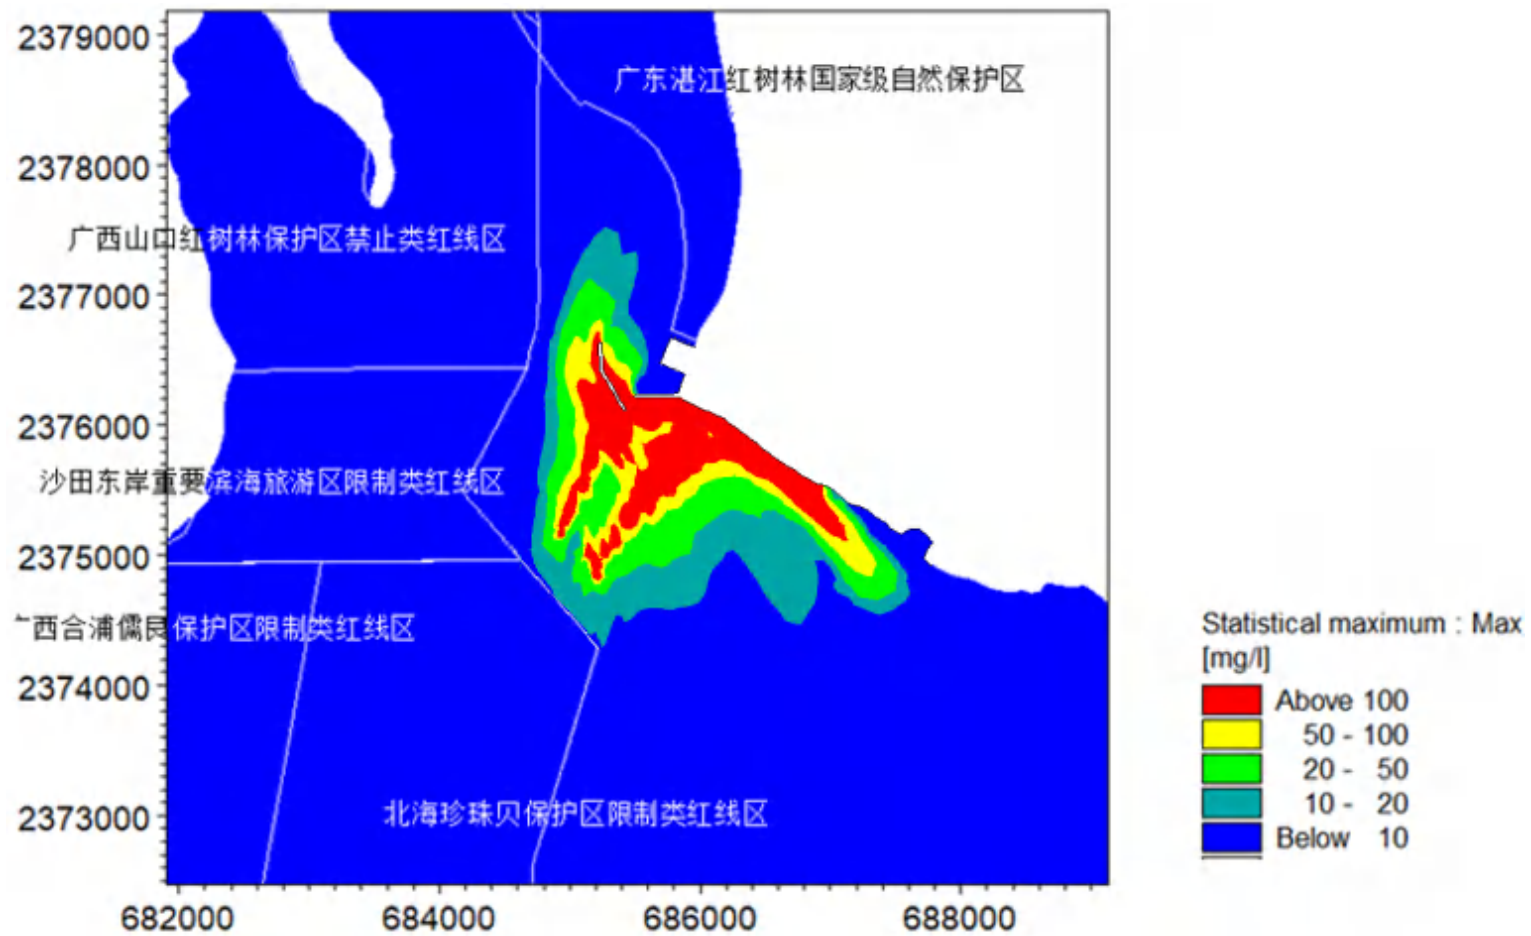 2379000
广东湛江红树林国家级自然保护区
2378000
广西山口红树林保护区禁止类红线区
2377000
2376000
沙田东岸重要滨海旅游区限制类红线区
2375000
西合浦儒艮保护区限制类红线区
2374000
北海珍珠贝保护区限制类红线区
2373000
682000 684000 686000 688000
Statistical maximum : Max
[mg/l]
Above 100
50 - 100
20 - 50
10 - 20
Below 10